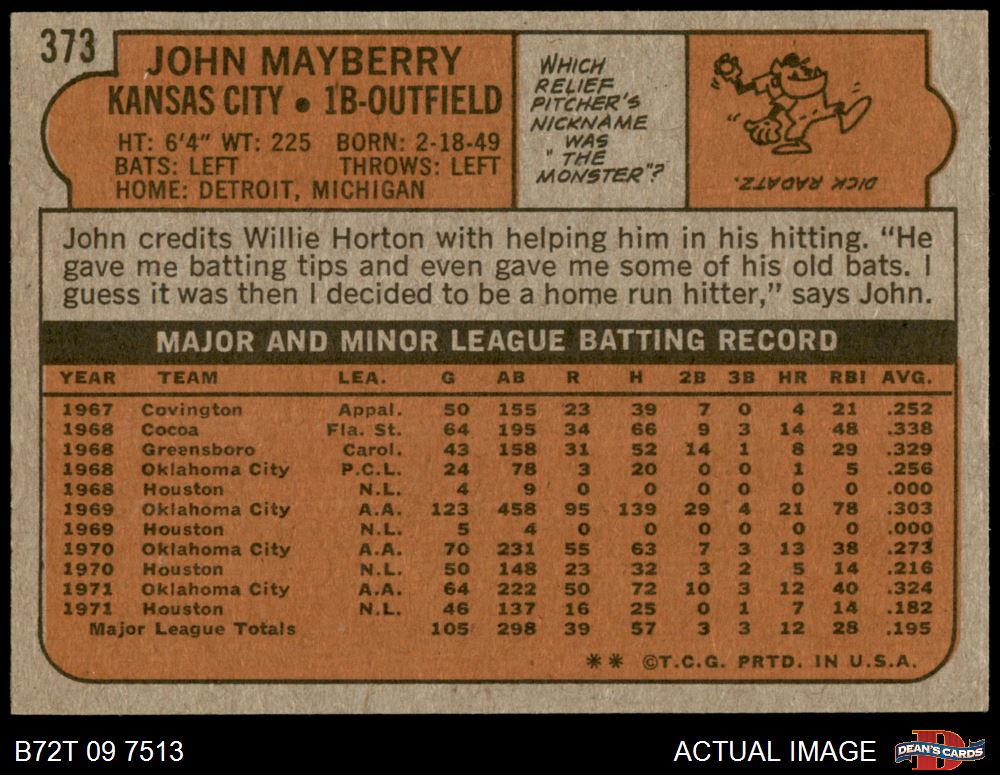 373
JOHN MAYBERRY
KANSAS CITY • 1B-OUTFIELD
HT: 6'4" WT: 225 BORN: 2-18-49
BATS: LEFT THROWS: LEFT
HOME: DETROIT, MICHIGAN
WHICH
RELIEF
PITCHER'S
NICKNAME
WAS
"THE
MONSTER"?
DICK RADATZ.
John credits Willie Horton with helping him in his hitting. "He
gave me batting tips and even gave me some of his old bats. I
guess it was then I decided to be a home run hitter," says John.
MAJOR AND MINOR LEAGUE BATTING RECORD
YEAR TEAM LEA. G AB R H 2B 3B HR RBI AVG.
1967 Covington Appal. 50 155 23 39 7 0 4 21 .252
1968 Cocoa Fla. St. 64 195 34 66 9 3 14 48 .338
1968 Greensboro Carol. 43 158 31 52 14 1 8 29 .329
1968 Oklahoma City P.C.L. 24 78 3 20 0 0 1 5 .256
1968 Houston N.L. 4 9 0 0 0 0 0 0 .000
1969 Oklahoma City A.A. 123 458 95 139 29 4 21 78 .303
1969 Houston N.L. 5 4 0 0 0 0 0 0 .000
1970 Oklahoma City A.A. 70 231 55 63 7 3 13 38 .273
1970 Houston N.L. 50 148 23 32 3 2 5 14 .216
1971 Oklahoma City A.A. 64 222 50 72 10 3 12 40 .324
1971 Houston N.L. 46 137 16 25 0 1 7 14 .182
Major League Totals 105 298 39 57 3 3 12 28 .195
** ©T.C.G. PRTD. IN U.S.A.
B72T 09 7513 ACTUAL IMAGE
DEAN'S CARDS